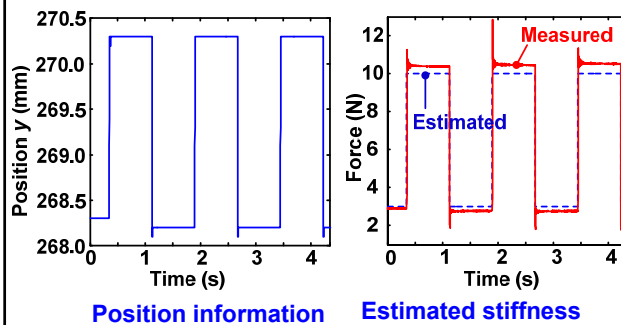 270.5
270.0
269.5
269.0
268.5
268.0
Position y (mm)
0 1 2 3 4
Time (s)
Position information
12
10
8
6
4
2
Force (N)
Measured
Estimated
0 1 2 3 4
Time (s)
Estimated stiffness